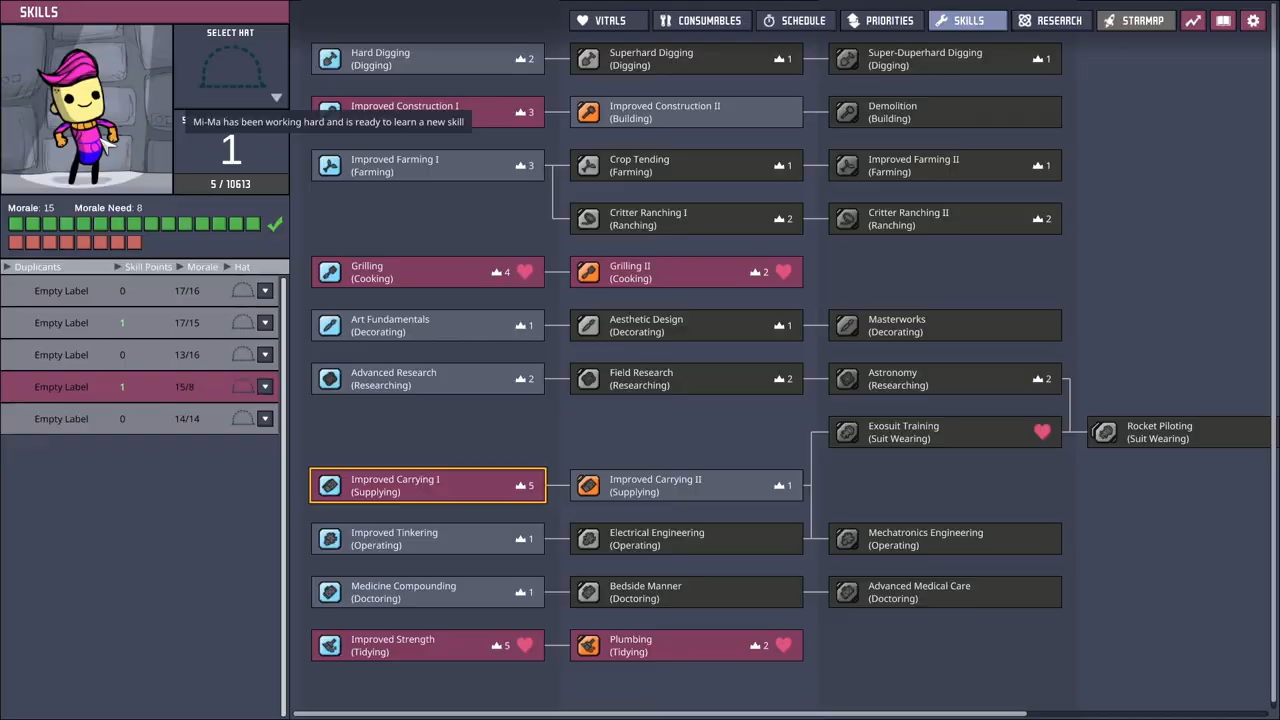 SKILLS
VITALS
CONSUMABLES
SCHEDULE
PRIORITIES
SKILLS
RESEARCH
STARMAP
SELECT HAT
Mi-Ma has been working hard and is ready to learn a new skill
1
5 / 10613
Morale: 15
Morale Need: 8
Duplicants
Skill Points
Morale
Hat
Empty Label 0 17/16
Empty Label 1 17/15
Empty Label 0 13/16
Empty Label 1 15/8
Empty Label 0 14/14
Hard Digging 2
(Digging)
Superhard Digging 1
(Digging)
Super-Duperhard Digging 1
(Digging)
Improved Construction I 3
Improved Construction II
(Building)
Demolition
(Building)
Improved Farming I 3
(Farming)
Crop Tending 1
(Farming)
Improved Farming II 1
(Farming)
Critter Ranching I 2
(Ranching)
Critter Ranching II 2
(Ranching)
Grilling 4
(Cooking)
Grilling II 2
(Cooking)
Art Fundamentals 1
(Decorating)
Aesthetic Design 1
(Decorating)
Masterworks
(Decorating)
Advanced Research 2
(Researching)
Field Research 2
(Researching)
Astronomy 2
(Researching)
Exosuit Training
(Suit Wearing)
Rocket Piloting
(Suit Wearing)
Improved Carrying I 5
(Supplying)
Improved Carrying II 1
(Supplying)
Improved Tinkering 1
(Operating)
Electrical Engineering
(Operating)
Mechatronics Engineering
(Operating)
Medicine Compounding 1
(Doctoring)
Bedside Manner
(Doctoring)
Advanced Medical Care
(Doctoring)
Improved Strength 5
(Tidying)
Plumbing 2
(Tidying)